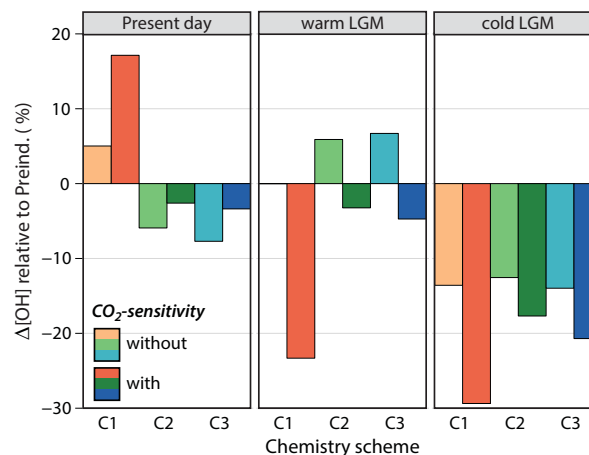 Present day
warm LGM
cold LGM
Δ[OH] relative to Preind. ( %)
20
10
0
−10
−20
−30
CO₂-sensitivity
without
with
C1 C2 C3
C1 C2 C3
C1 C2 C3
Chemistry scheme